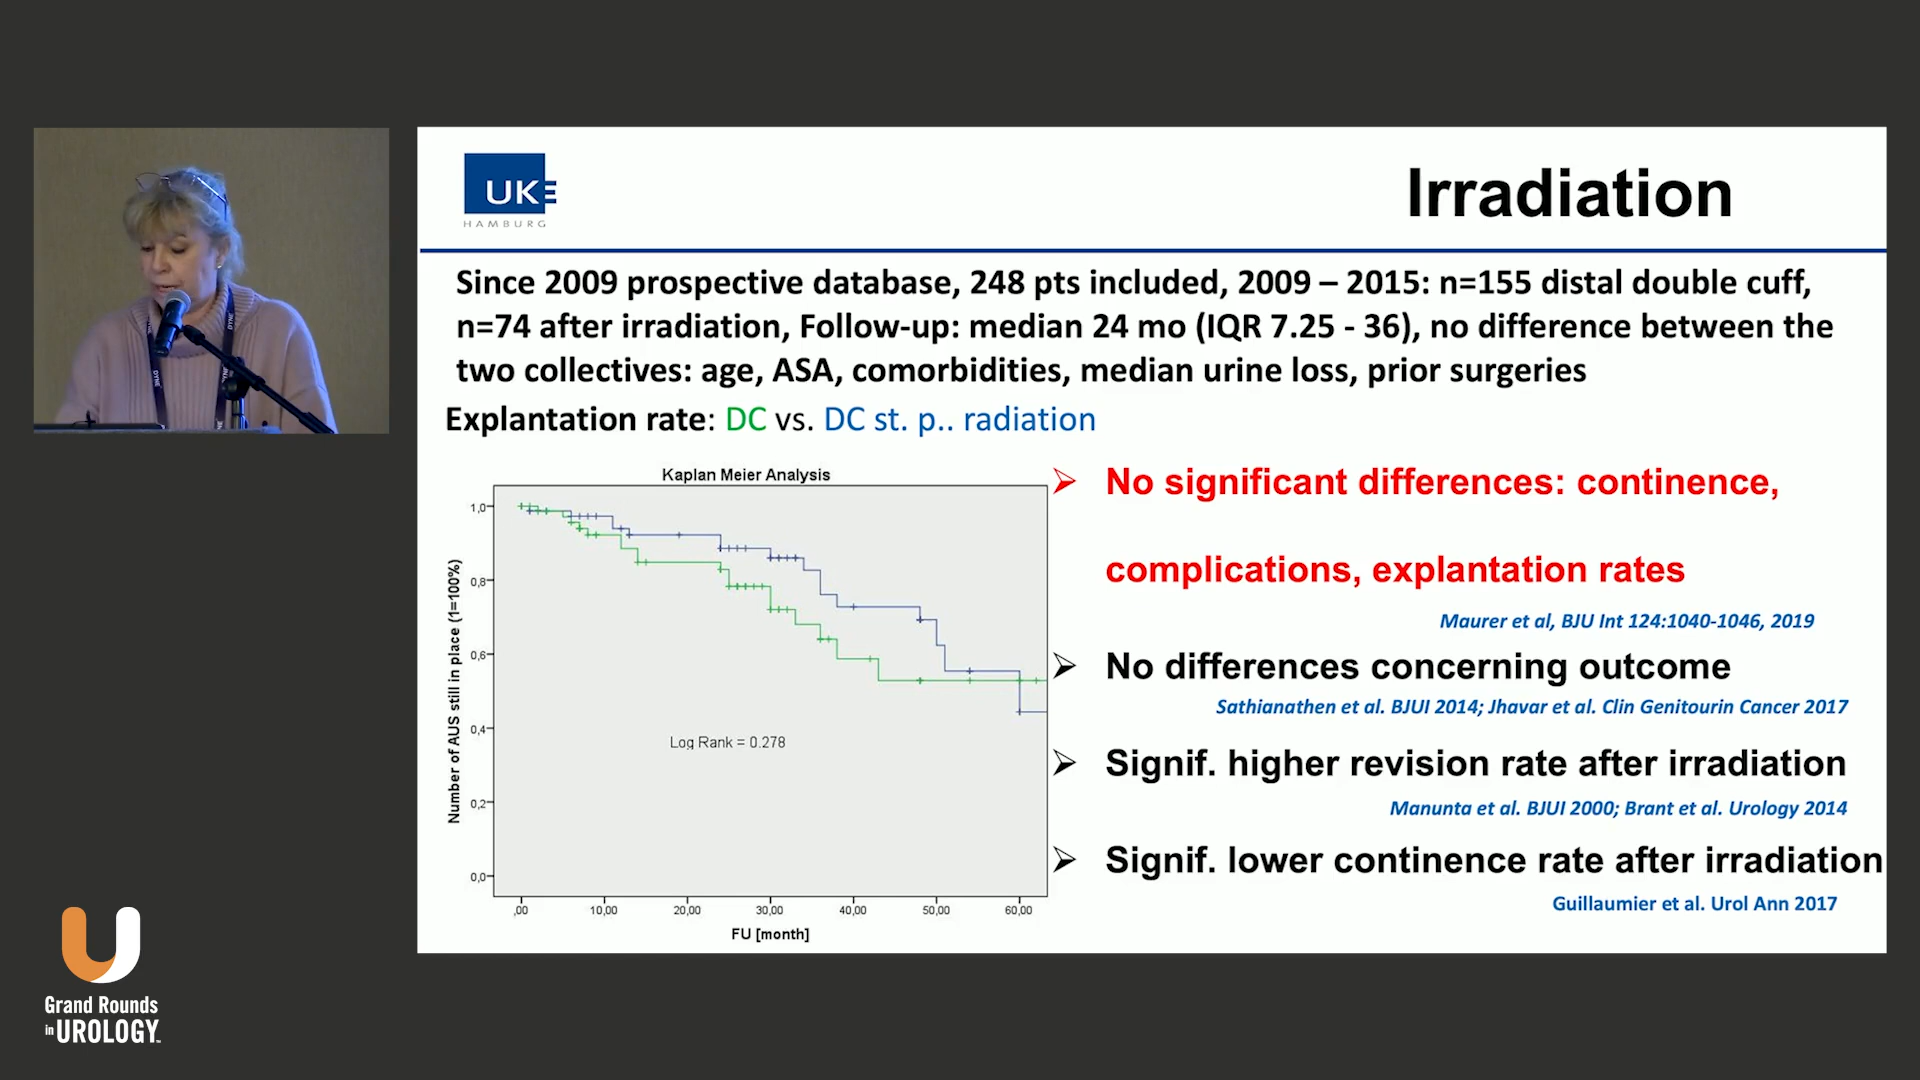 UKE
HAMBURG
Irradiation
Since 2009 prospective database, 248 pts included, 2009 – 2015: n=155 distal double cuff,
n=74 after irradiation, Follow-up: median 24 mo (IQR 7.25 - 36), no difference between the
two collectives: age, ASA, comorbidities, median urine loss, prior surgeries
Explantation rate: DC vs. DC st. p.. radiation
Kaplan Meier Analysis
Number of AUS still in place (1=100%)
1,0
0,8
0,6
0,4
0,2
0,0
Log Rank = 0.278
,00 10,00 20,00 30,00 40,00 50,00 60,00
FU [month]
➢ No significant differences: continence,
complications, explantation rates
Maurer et al, BJU Int 124:1040-1046, 2019
➢ No differences concerning outcome
Sathianathen et al. BJUI 2014; Jhavar et al. Clin Genitourin Cancer 2017
➢ Signif. higher revision rate after irradiation
Manunta et al. BJUI 2000; Brant et al. Urology 2014
➢ Signif. lower continence rate after irradiation
Guillaumier et al. Urol Ann 2017
DYNE
DYNE
Grand Rounds
in UROLOGY™